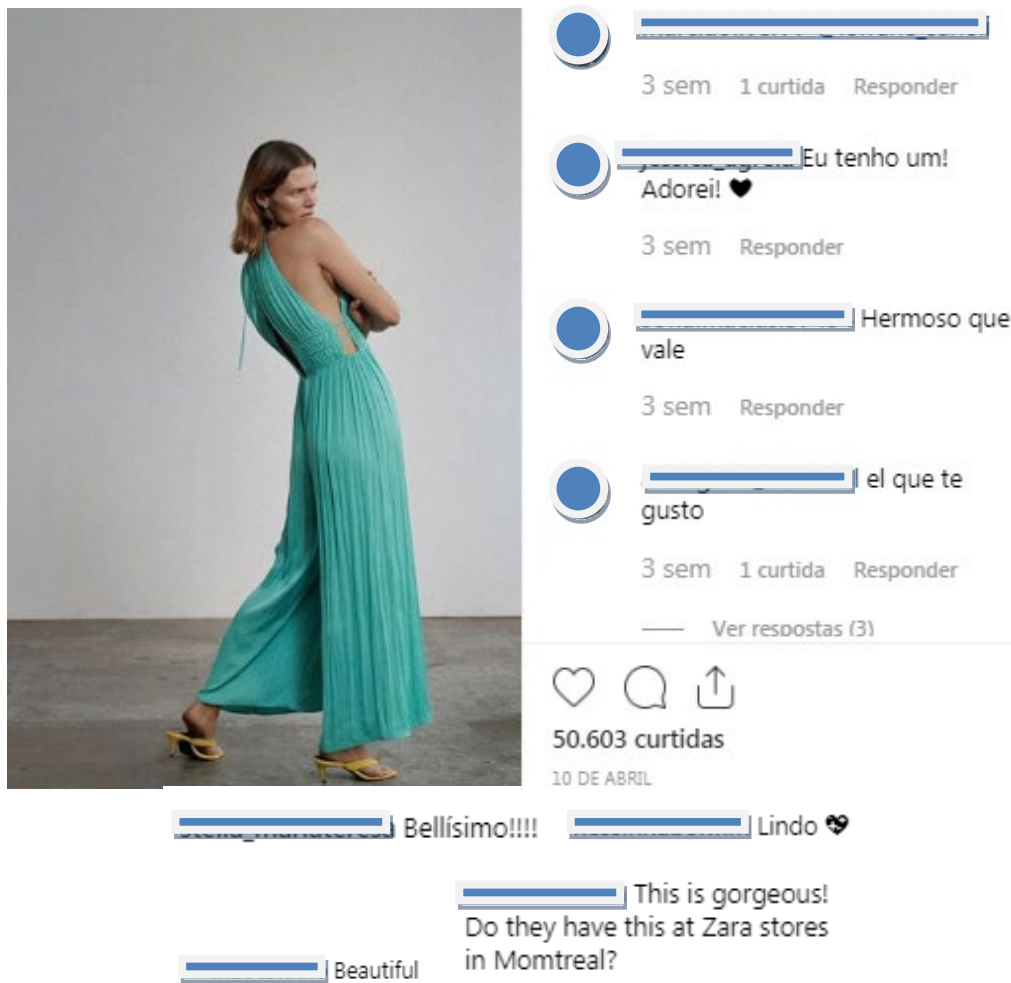 3 sem 1 curtida Responder
Eu tenho um!
Adorei! 🖤
3 sem Responder
Hermoso que
vale
3 sem Responder
el que te
gusto
3 sem 1 curtida Responder
Ver respostas (3)
50.603 curtidas
10 DE ABRIL
Bellísimo!!!!
Lindo 💖
This is gorgeous!
Do they have this at Zara stores
in Momtreal?
Beautiful